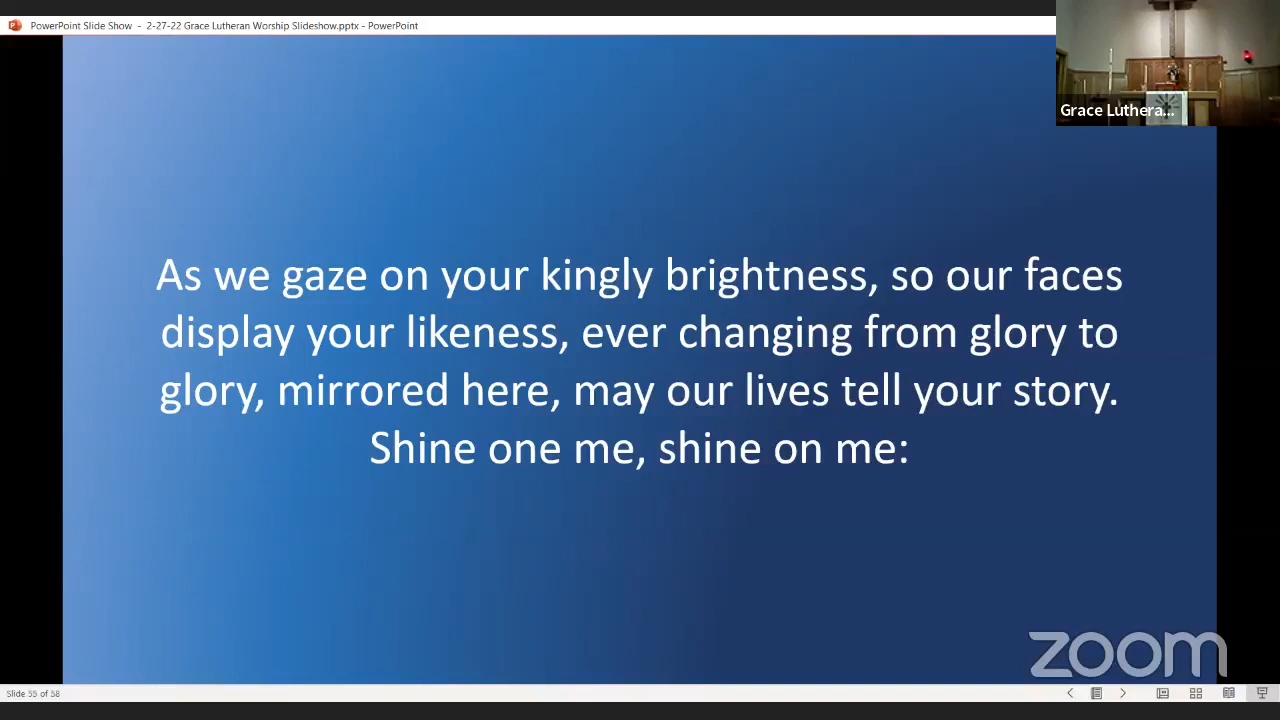 PowerPoint Slide Show - 2-27-22 Grace Lutheran Worship Slideshow.pptx - PowerPoint
Grace Luthera...
As we gaze on your kingly brightness, so our faces
display your likeness, ever changing from glory to
glory, mirrored here, may our lives tell your story.
Shine one me, shine on me:
zoom
Slide 55 of 58